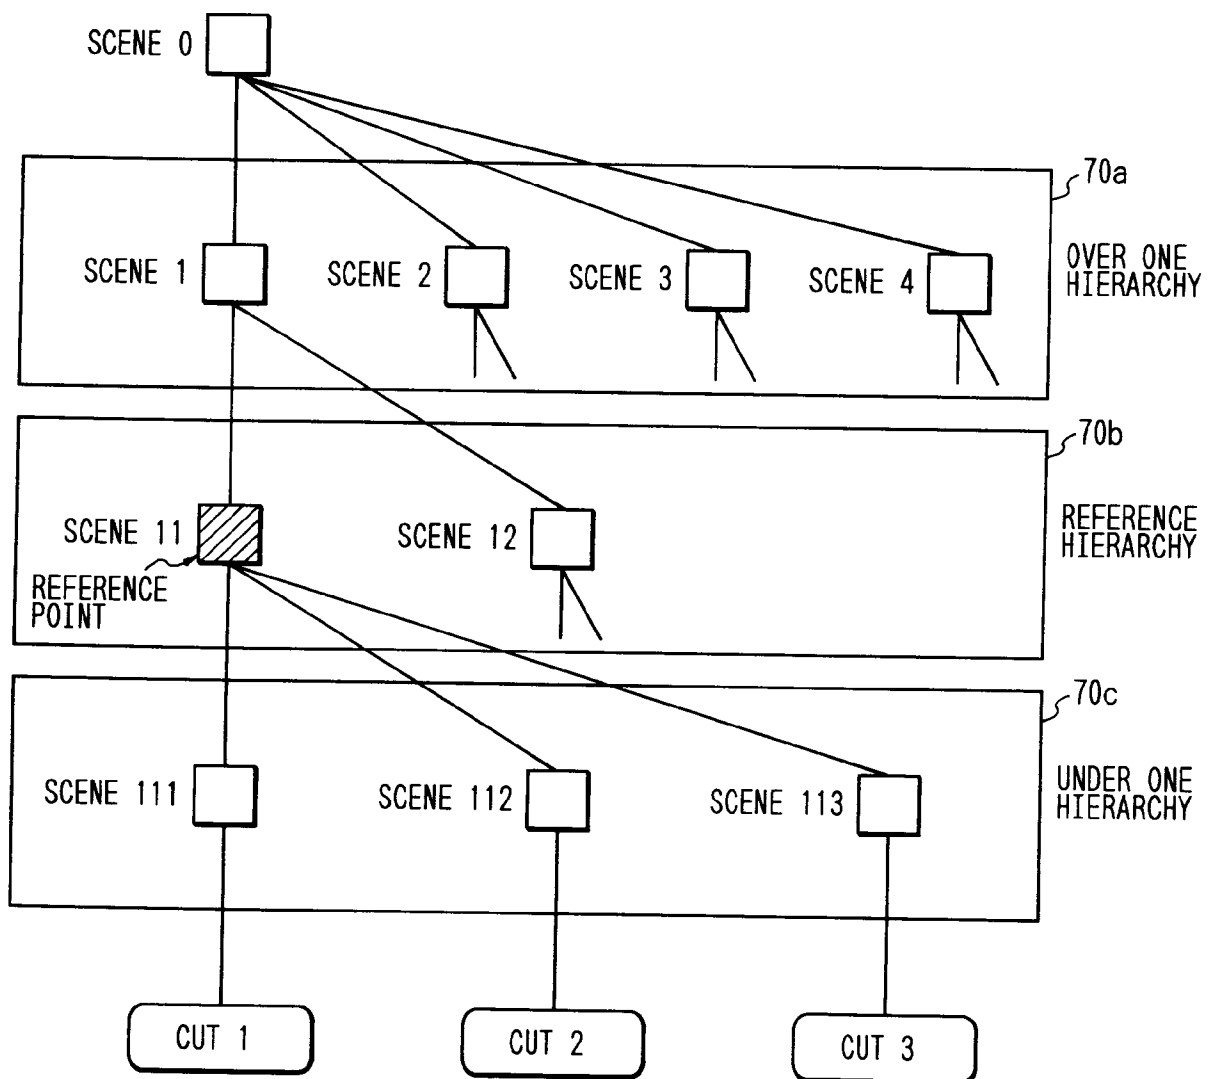 SCENE 0
70a
SCENE 1
SCENE 2
SCENE 3
SCENE 4
OVER ONE
HIERARCHY
70b
SCENE 11
SCENE 12
REFERENCE
HIERARCHY
REFERENCE
POINT
70c
SCENE 111
SCENE 112
SCENE 113
UNDER ONE
HIERARCHY
CUT 1
CUT 2
CUT 3